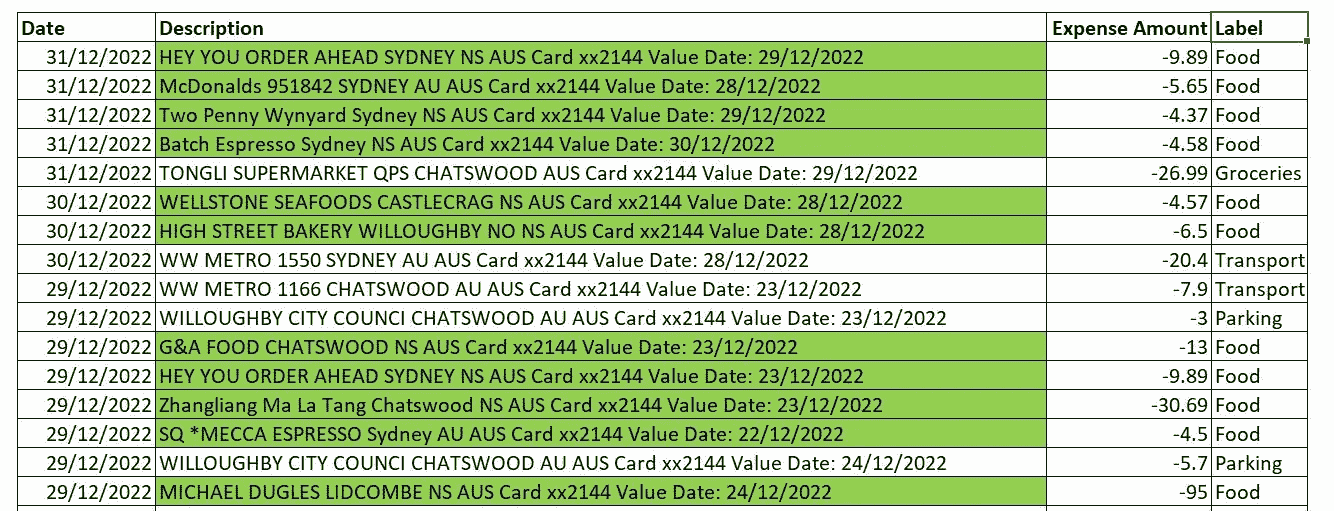 Date Description Expense Amount Label
31/12/2022 HEY YOU ORDER AHEAD SYDNEY NS AUS Card xx2144 Value Date: 29/12/2022 -9.89 Food
31/12/2022 McDonalds 951842 SYDNEY AU AUS Card xx2144 Value Date: 28/12/2022 -5.65 Food
31/12/2022 Two Penny Wynyard Sydney NS AUS Card xx2144 Value Date: 29/12/2022 -4.37 Food
31/12/2022 Batch Espresso Sydney NS AUS Card xx2144 Value Date: 30/12/2022 -4.58 Food
31/12/2022 TONGLI SUPERMARKET QPS CHATSWOOD AUS Card xx2144 Value Date: 29/12/2022 -26.99 Groceries
30/12/2022 WELLSTONE SEAFOODS CASTLECRAG NS AUS Card xx2144 Value Date: 28/12/2022 -4.57 Food
30/12/2022 HIGH STREET BAKERY WILLOUGHBY NO NS AUS Card xx2144 Value Date: 28/12/2022 -6.5 Food
30/12/2022 WW METRO 1550 SYDNEY AU AUS Card xx2144 Value Date: 28/12/2022 -20.4 Transport
29/12/2022 WW METRO 1166 CHATSWOOD AU AUS Card xx2144 Value Date: 23/12/2022 -7.9 Transport
29/12/2022 WILLOUGHBY CITY COUNCI CHATSWOOD AU AUS Card xx2144 Value Date: 23/12/2022 -3 Parking
29/12/2022 G&A FOOD CHATSWOOD NS AUS Card xx2144 Value Date: 23/12/2022 -13 Food
29/12/2022 HEY YOU ORDER AHEAD SYDNEY NS AUS Card xx2144 Value Date: 23/12/2022 -9.89 Food
29/12/2022 Zhangliang Ma La Tang Chatswood NS AUS Card xx2144 Value Date: 23/12/2022 -30.69 Food
29/12/2022 SQ *MECCA ESPRESSO Sydney AU AUS Card xx2144 Value Date: 22/12/2022 -4.5 Food
29/12/2022 WILLOUGHBY CITY COUNCI CHATSWOOD AU AUS Card xx2144 Value Date: 24/12/2022 -5.7 Parking
29/12/2022 MICHAEL DUGLES LIDCOMBE NS AUS Card xx2144 Value Date: 24/12/2022 -95 Food